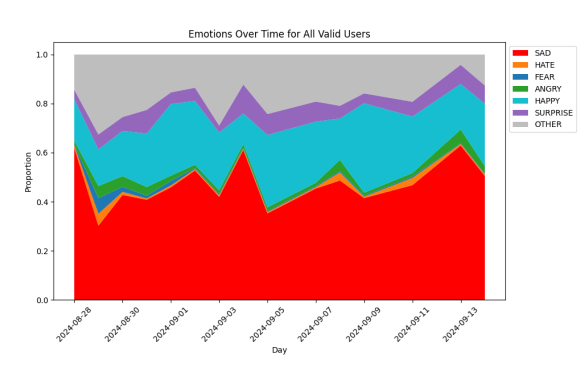 Emotions Over Time for All Valid Users
SAD
HATE
FEAR
ANGRY
HAPPY
SURPRISE
OTHER
Proportion
1.0
0.8
0.6
0.4
0.2
0.0
2024-08-28
2024-08-30
2024-09-01
2024-09-03
2024-09-05
2024-09-07
2024-09-09
2024-09-11
2024-09-13
Day